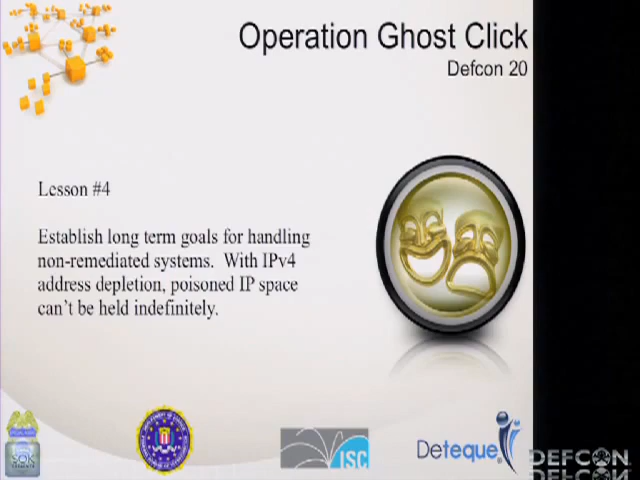 Operation Ghost Click
Defcon 20
Lesson #4
Establish long term goals for handling
non-remediated systems.  With IPv4
address depletion, poisoned IP space
can't be held indefinitely.
ISC
Deteque
DEFCON